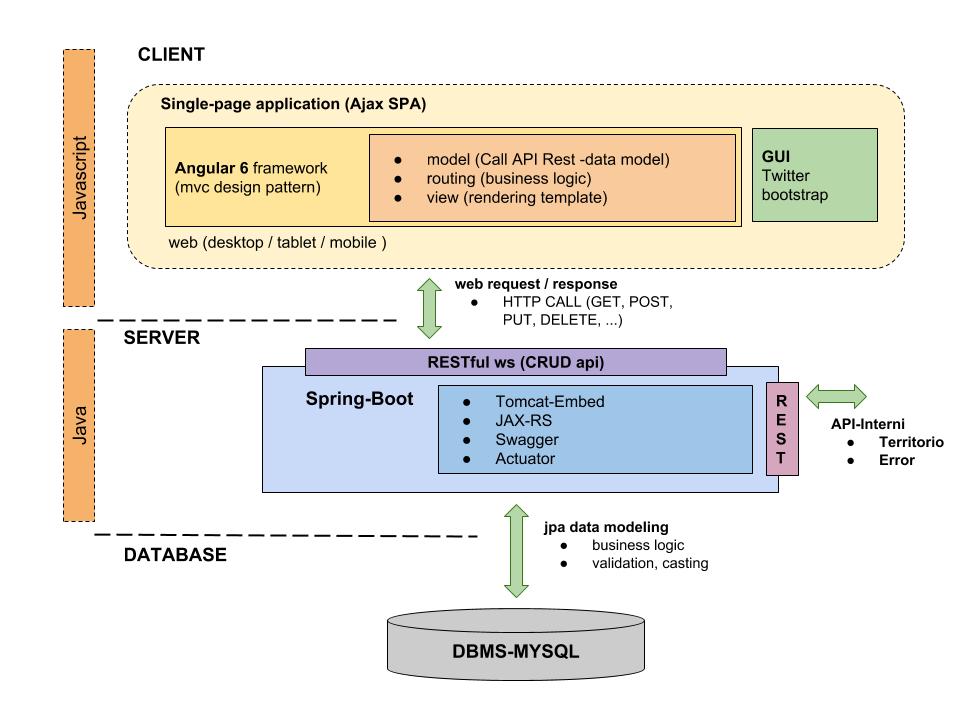 CLIENT
Javascript
Single-page application (Ajax SPA)
Angular 6 framework
(mvc design pattern)
● model (Call API Rest -data model)
● routing (business logic)
● view (rendering template)
GUI
Twitter
bootstrap
web (desktop / tablet / mobile )
web request / response
● HTTP CALL (GET, POST,
PUT, DELETE, ...)
SERVER
Java
RESTful ws (CRUD api)
Spring-Boot
● Tomcat-Embed
● JAX-RS
● Swagger
● Actuator
R
E
S
T
API-Interni
● Territorio
● Error
jpa data modeling
● business logic
● validation, casting
DATABASE
DBMS-MYSQL